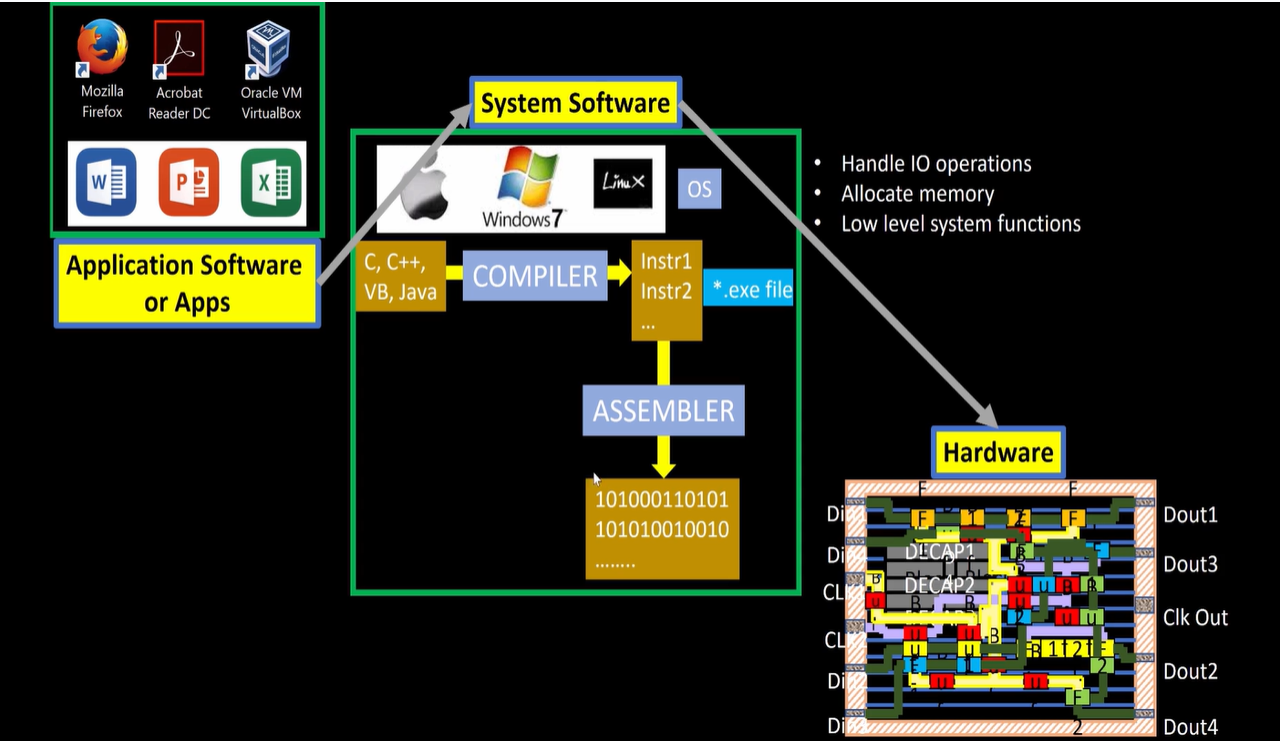 Mozilla
Firefox
Acrobat
Reader DC
Oracle VM
VirtualBox
W
P
X
Application Software
or Apps
System Software
Windows 7
Linux
OS
C, C++,
VB, Java
COMPILER
Instr1
Instr2
...
*.exe file
ASSEMBLER
101000110101
101010010010
........
• Handle IO operations
• Allocate memory
• Low level system functions
Hardware
DECAP1
DECAP2
Dout1
Dout3
Clk Out
Dout2
Dout4